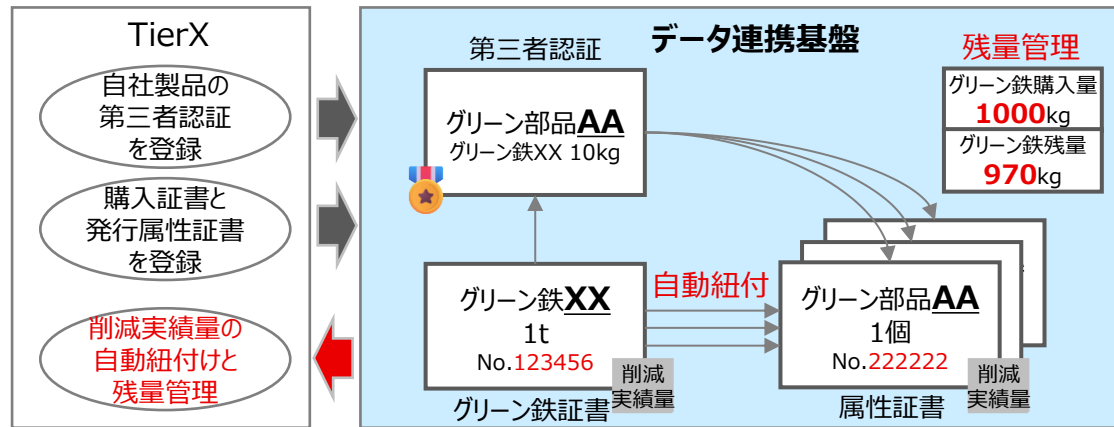 TierX
自社製品の
第三者認証
を登録
購入証書と
発行属性証書
を登録
削減実績量の
自動紐付けと
残量管理
データ連携基盤
第三者認証
グリーン部品AA
グリーン鉄XX 10kg
残量管理
グリーン鉄購入量
1000kg
グリーン鉄残量
970kg
グリーン鉄XX
1t
No.123456
削減
実績量
グリーン鉄証書
自動紐付
グリーン部品AA
1個
No.222222
削減
実績量
属性証書